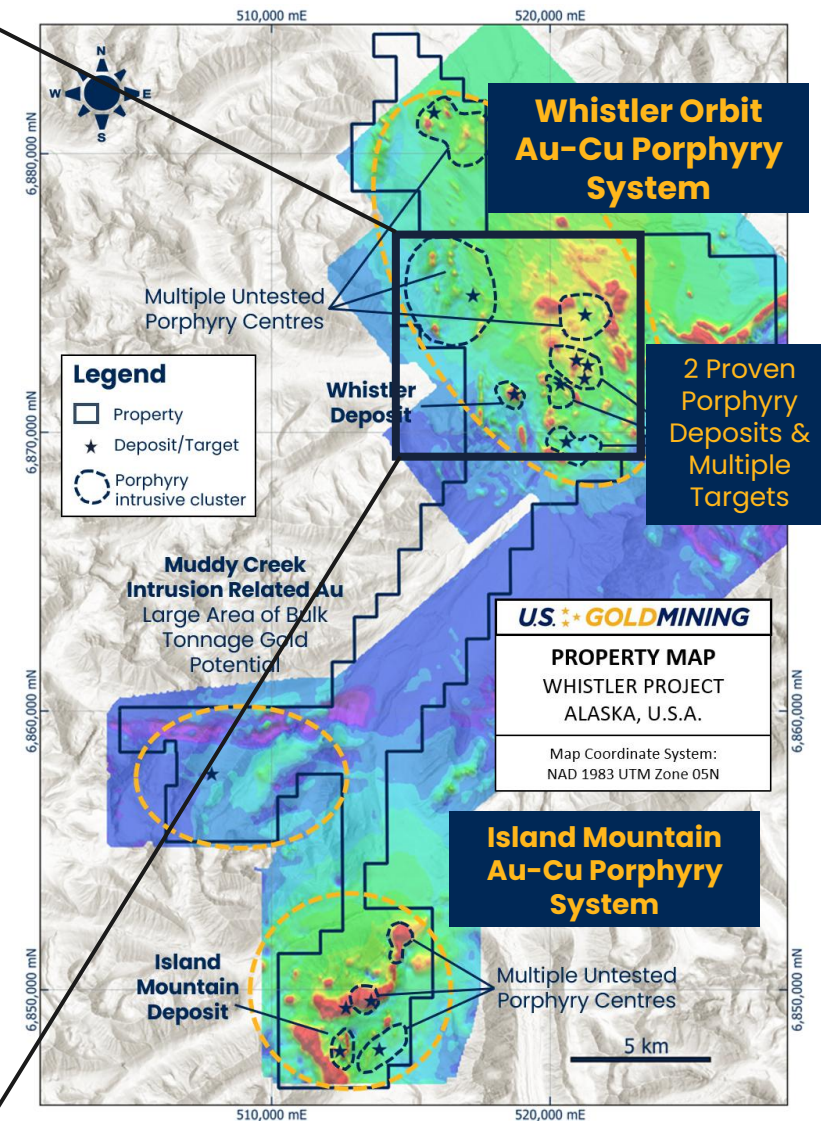 510,000 mE
520,000 mE
N
W
E
S
6,880,000 mN
Whistler Orbit
Au-Cu Porphyry
System
Multiple Untested
Porphyry Centres
Legend
Property
Deposit/Target
Porphyry
intrusive cluster
Whistler
Deposit
2 Proven
Porphyry
Deposits &
Multiple
Targets
6,870,000 mN
Muddy Creek
Intrusion Related Au
Large Area of Bulk
Tonnage Gold
Potential
U.S. GOLDMINING
PROPERTY MAP
WHISTLER PROJECT
ALASKA, U.S.A.
Map Coordinate System:
NAD 1983 UTM Zone 05N
6,860,000 mN
6,860,000 mN
Island Mountain
Au-Cu Porphyry
System
Island
Mountain
Deposit
Multiple Untested
Porphyry Centres
6,850,000 mN
6,850,000 mN
5 km
510,000 mE
520,000 mE